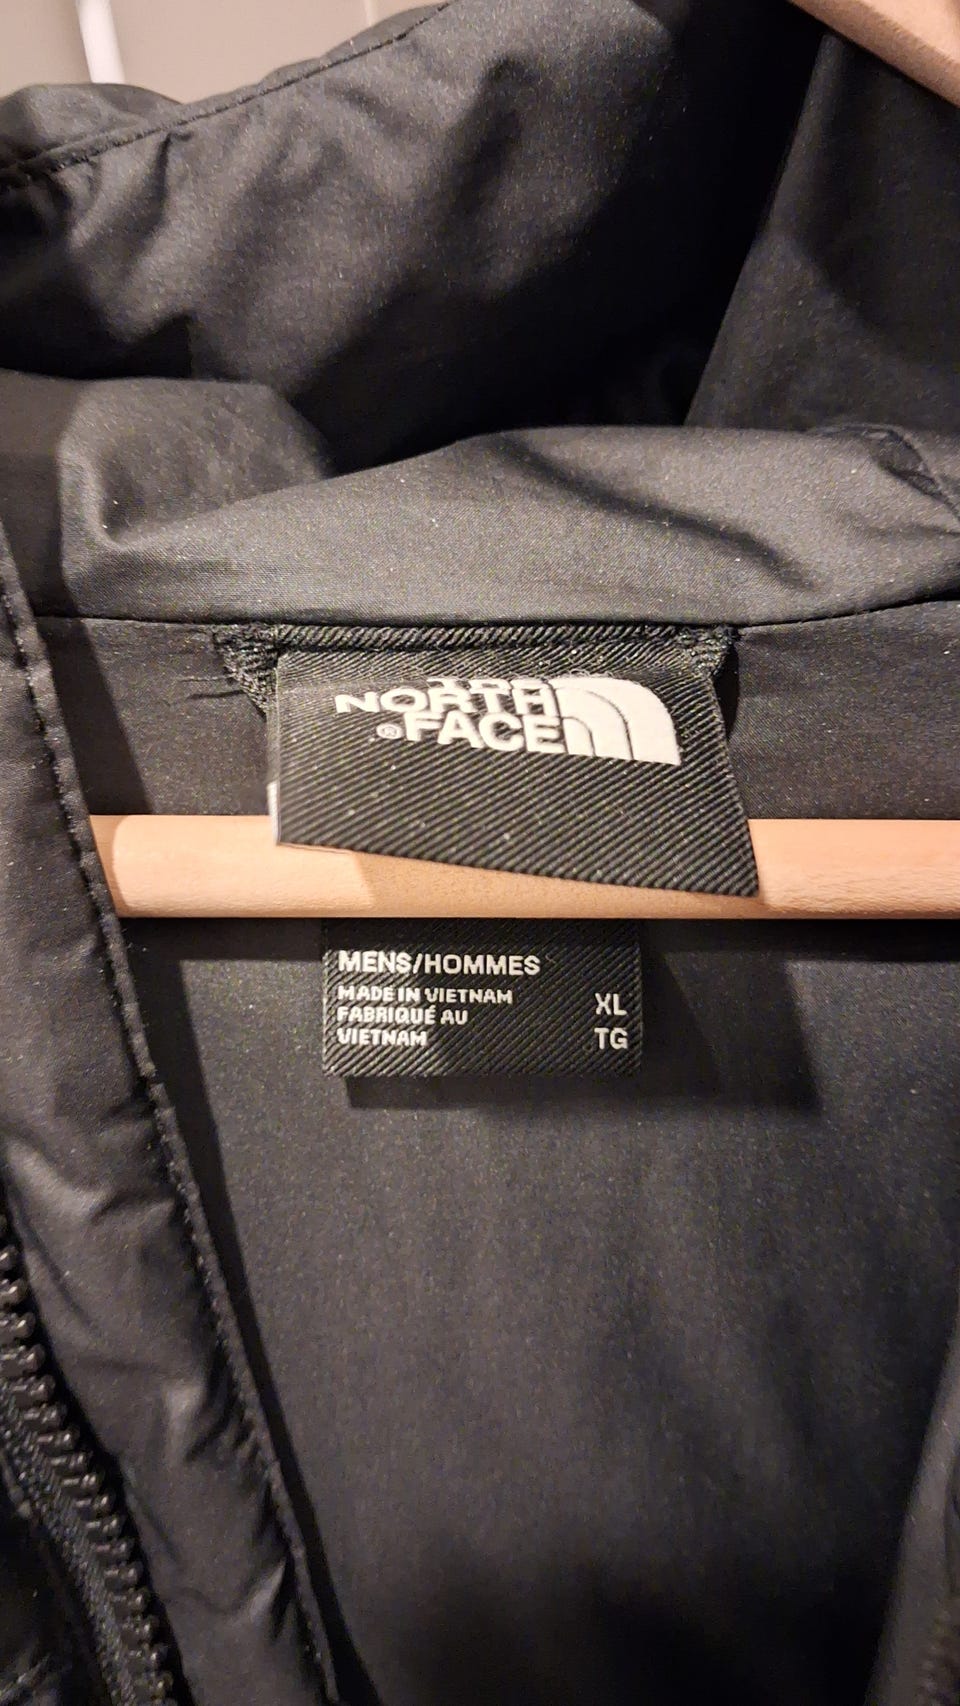 THE
NORTH
®FACE
MENS/HOMMES
MADE IN VIETNAM
FABRIQUÉ AU
VIETNAM
XL
TG